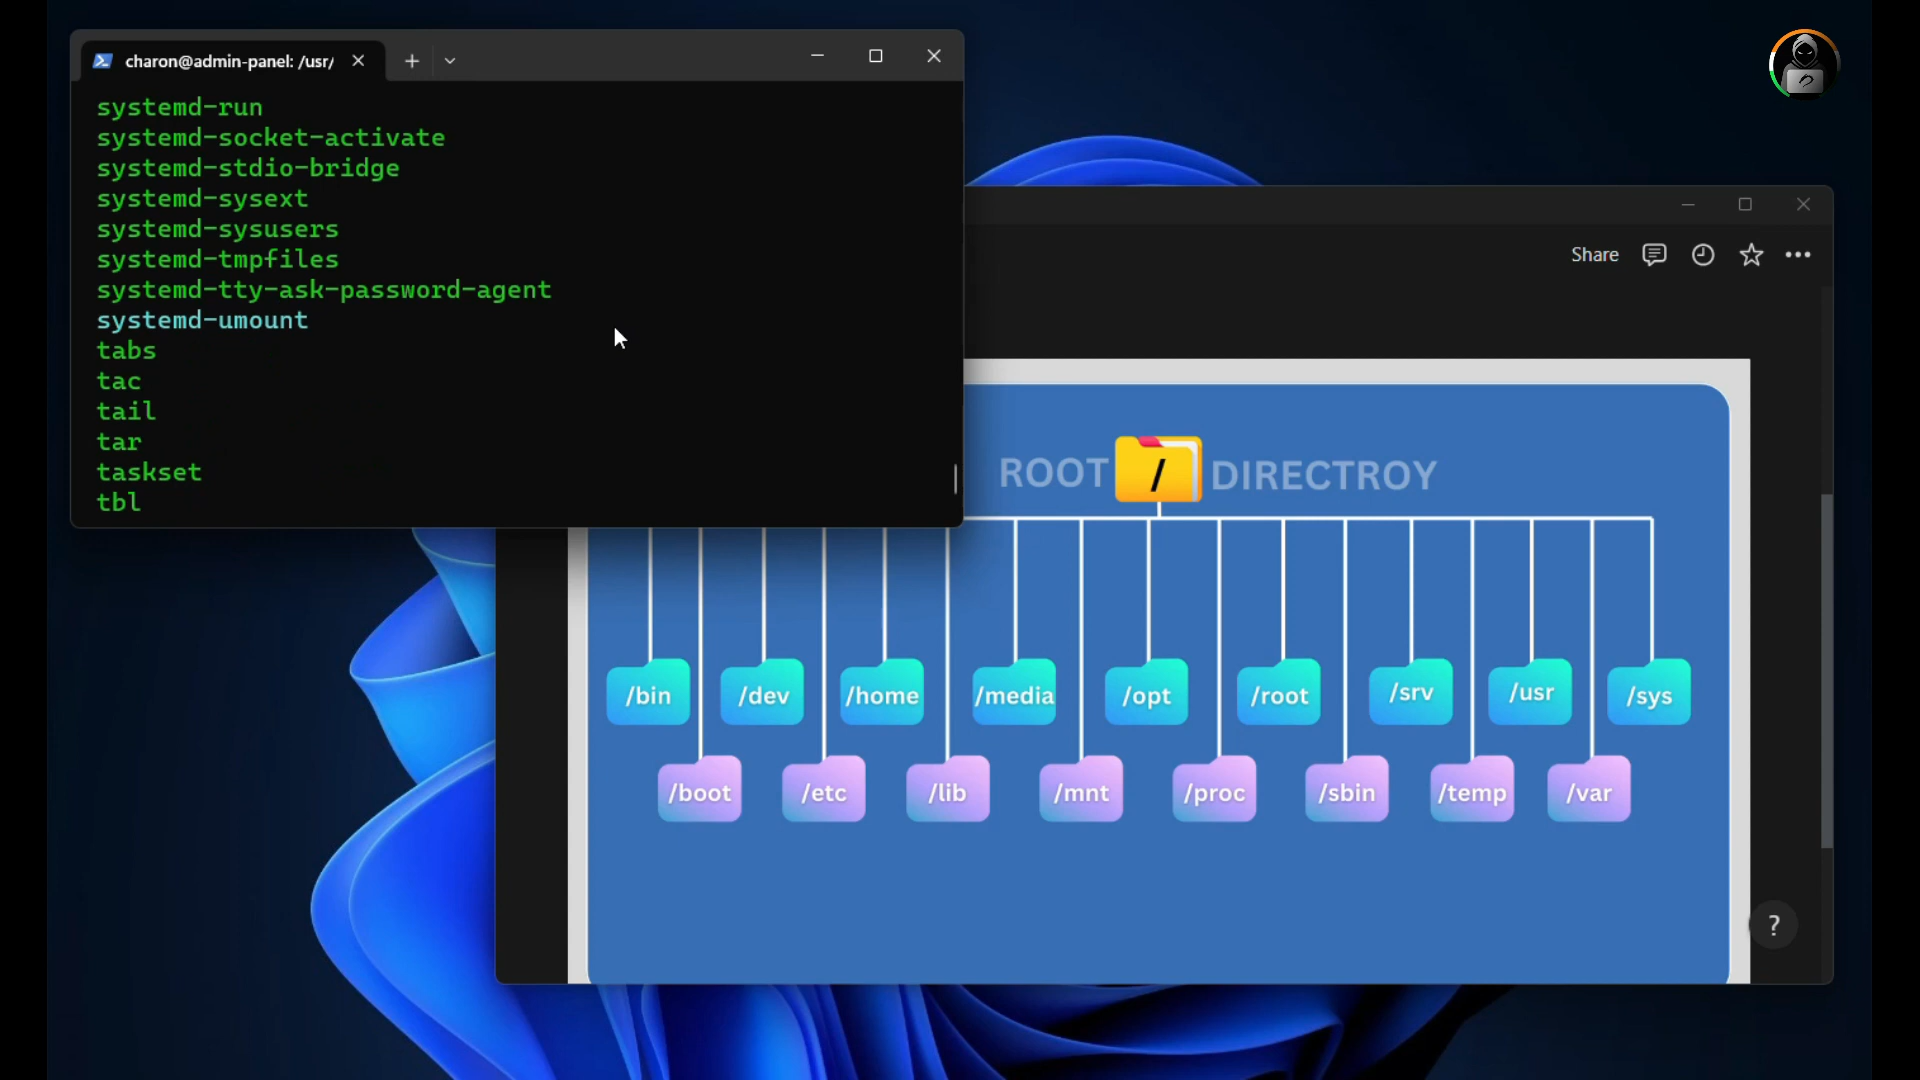 charon@admin-panel: /usr/
systemd-run
systemd-socket-activate
systemd-stdio-bridge
systemd-sysext
systemd-sysusers
systemd-tmpfiles
systemd-tty-ask-password-agent
systemd-umount
tabs
tac
tail
tar
taskset
tbl
Share
ROOT / DIRECTROY
/bin /dev /home /media /opt /root /srv /usr /sys
/boot /etc /lib /mnt /proc /sbin /temp /var
?